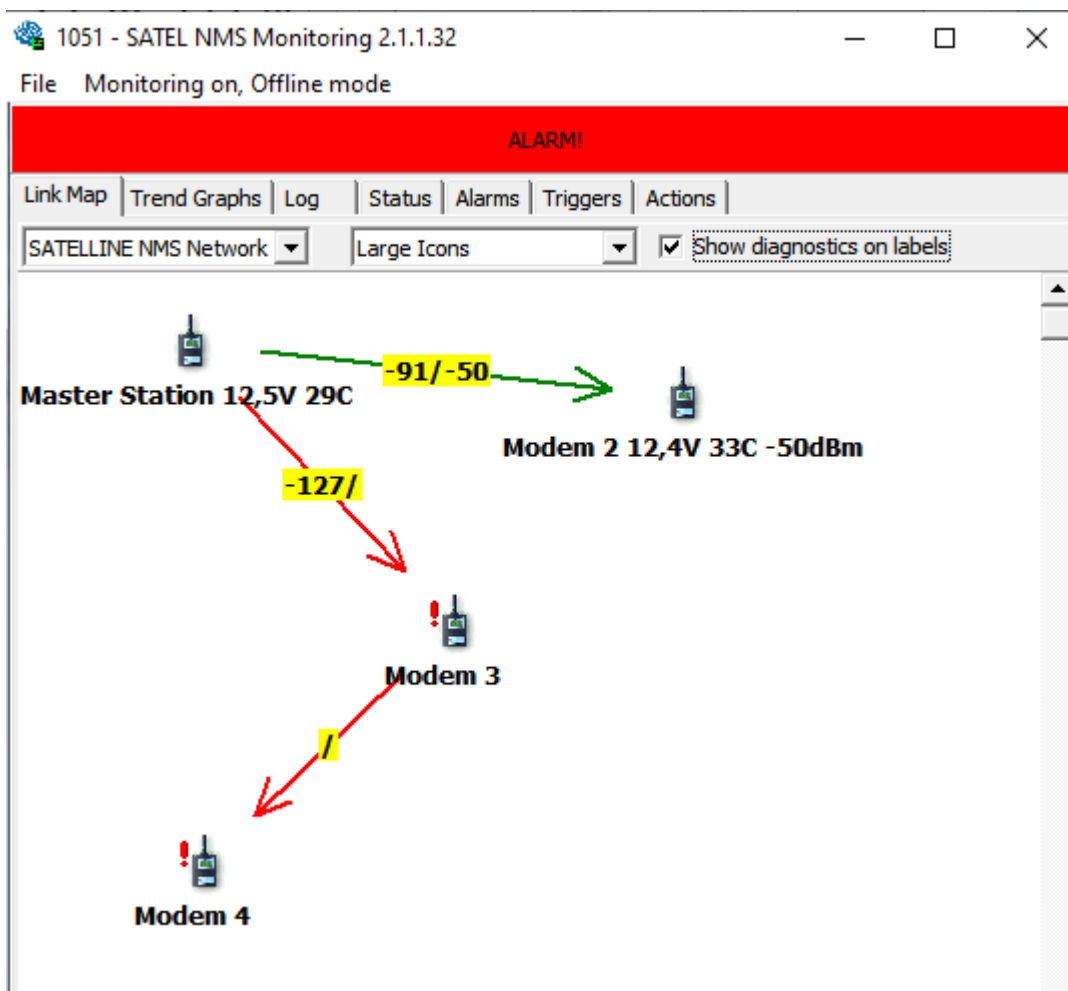 1051 - SATEL NMS Monitoring 2.1.1.32
File Monitoring on, Offline mode
ALARM!
Link Map Trend Graphs Log Status Alarms Triggers Actions
SATELLINE NMS Network Large Icons Show diagnostics on labels
-91/-50
Master Station 12,5V 29C
Modem 2 12,4V 33C -50dBm
-127/
Modem 3
/
Modem 4